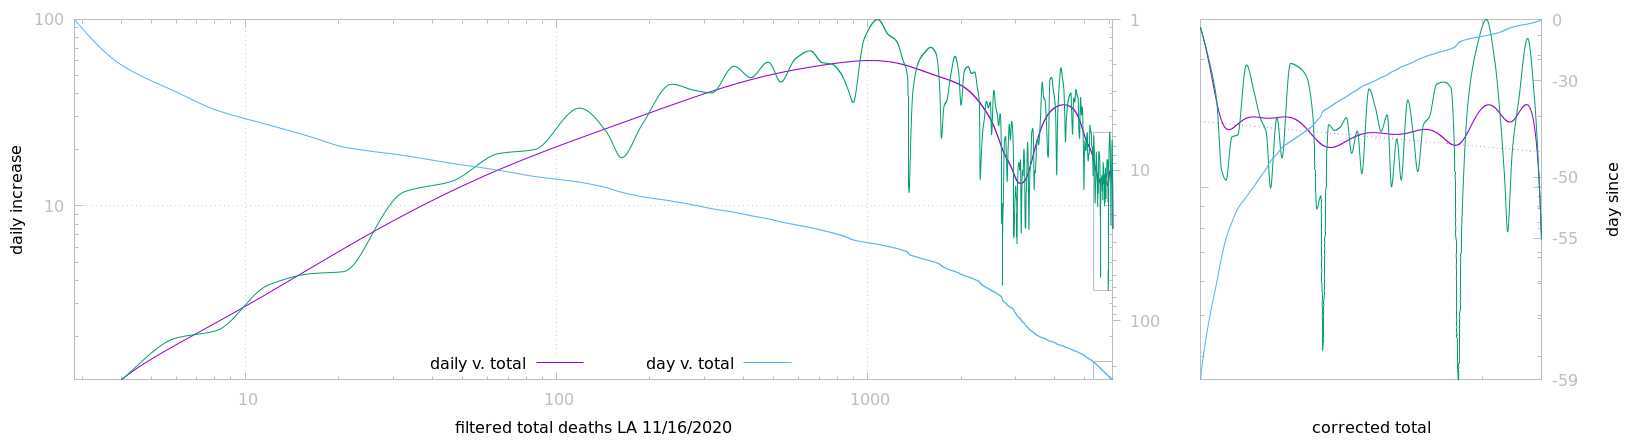 100
10
daily increase
10
100
1000
filtered total deaths LA 11/16/2020
daily v. total
day v. total
1
10
100
0
-30
-50
-55
-59
day since
corrected total